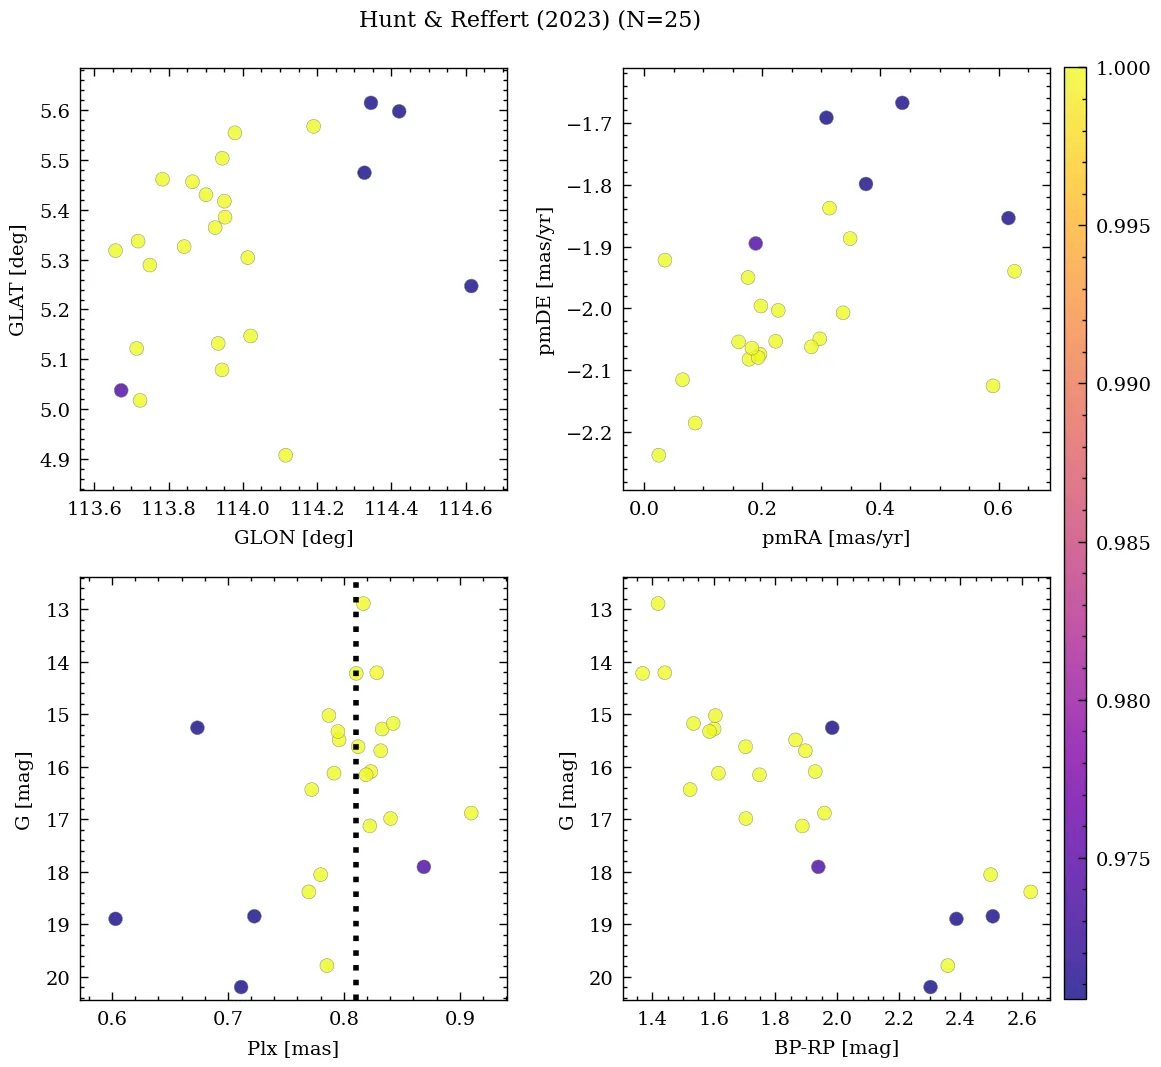 Hunt & Reffert (2023) (N=25)
GLAT [deg]
5.6
5.5
5.4
5.3
5.2
5.1
5.0
4.9
113.6 113.8 114.0 114.2 114.4 114.6
GLON [deg]
pmDE [mas/yr]
−1.7
−1.8
−1.9
−2.0
−2.1
−2.2
0.0 0.2 0.4 0.6
pmRA [mas/yr]
G [mag]
13
14
15
16
17
18
19
20
0.6 0.7 0.8 0.9
Plx [mas]
G [mag]
13
14
15
16
17
18
19
20
1.4 1.6 1.8 2.0 2.2 2.4 2.6
BP-RP [mag]
1.000
0.995
0.990
0.985
0.980
0.975